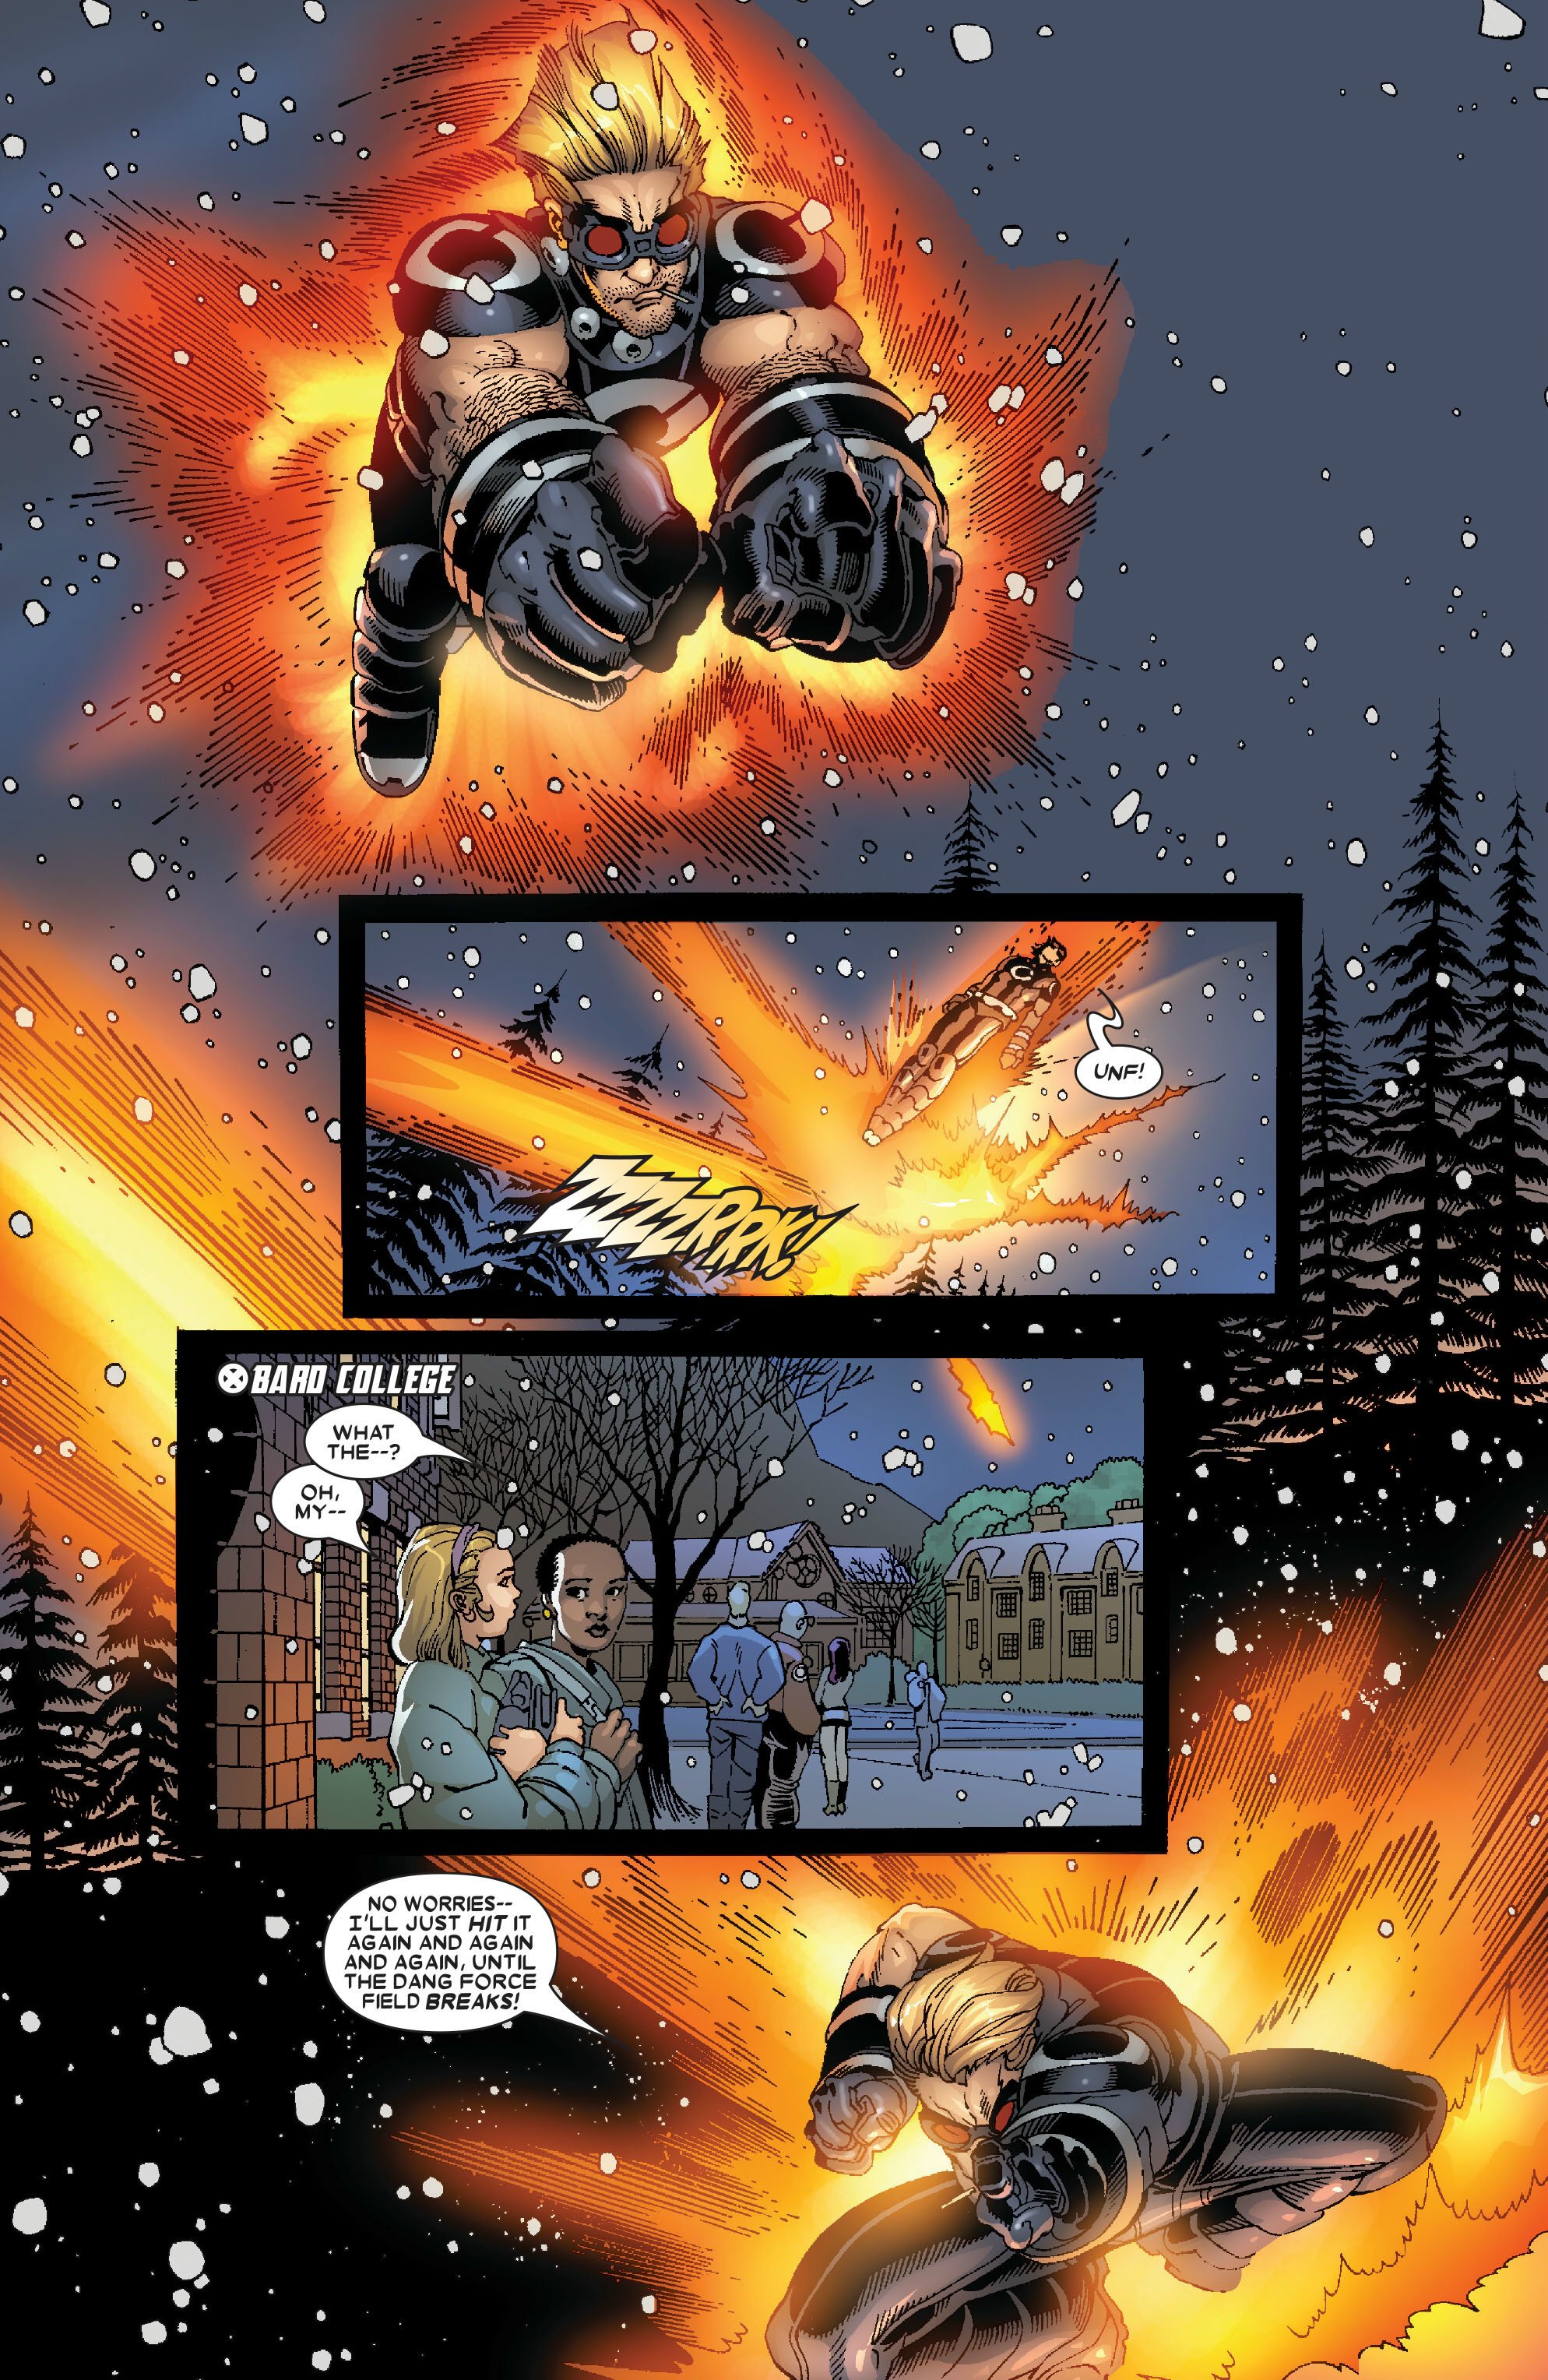 UNF!
ZZZZZRRRK!
BARD COLLEGE
WHAT
THE--?
OH,
MY--
NO WORRIES--
I'LL JUST HIT IT
AGAIN AND AGAIN
AND AGAIN, UNTIL
THE DANG FORCE
FIELD BREAKS!